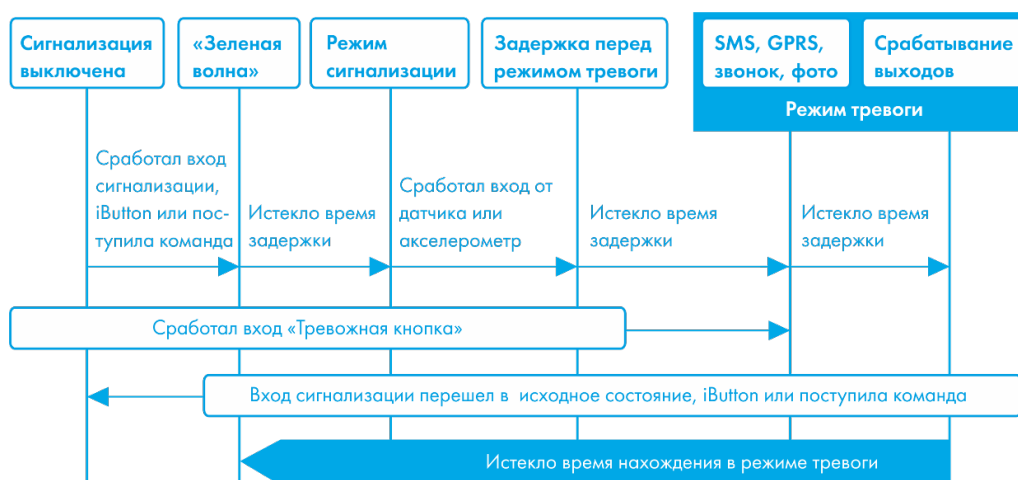 Сигнализация
выключена
«Зеленая
волна»
Режим
сигнализации
Задержка перед
режимом тревоги
SMS, GPRS,
звонок, фото
Срабатывание
выходов
Режим тревоги
Сработал вход
сигнализации,
iButton или пос-
тупила команда
Истекло время
задержки
Сработал вход от
датчика или
акселерометр
Истекло время
задержки
Истекло время
задержки
Сработал вход «Тревожная кнопка»
Вход сигнализации перешел в исходное состояние, iButton или поступила команда
Истекло время нахождения в режиме тревоги